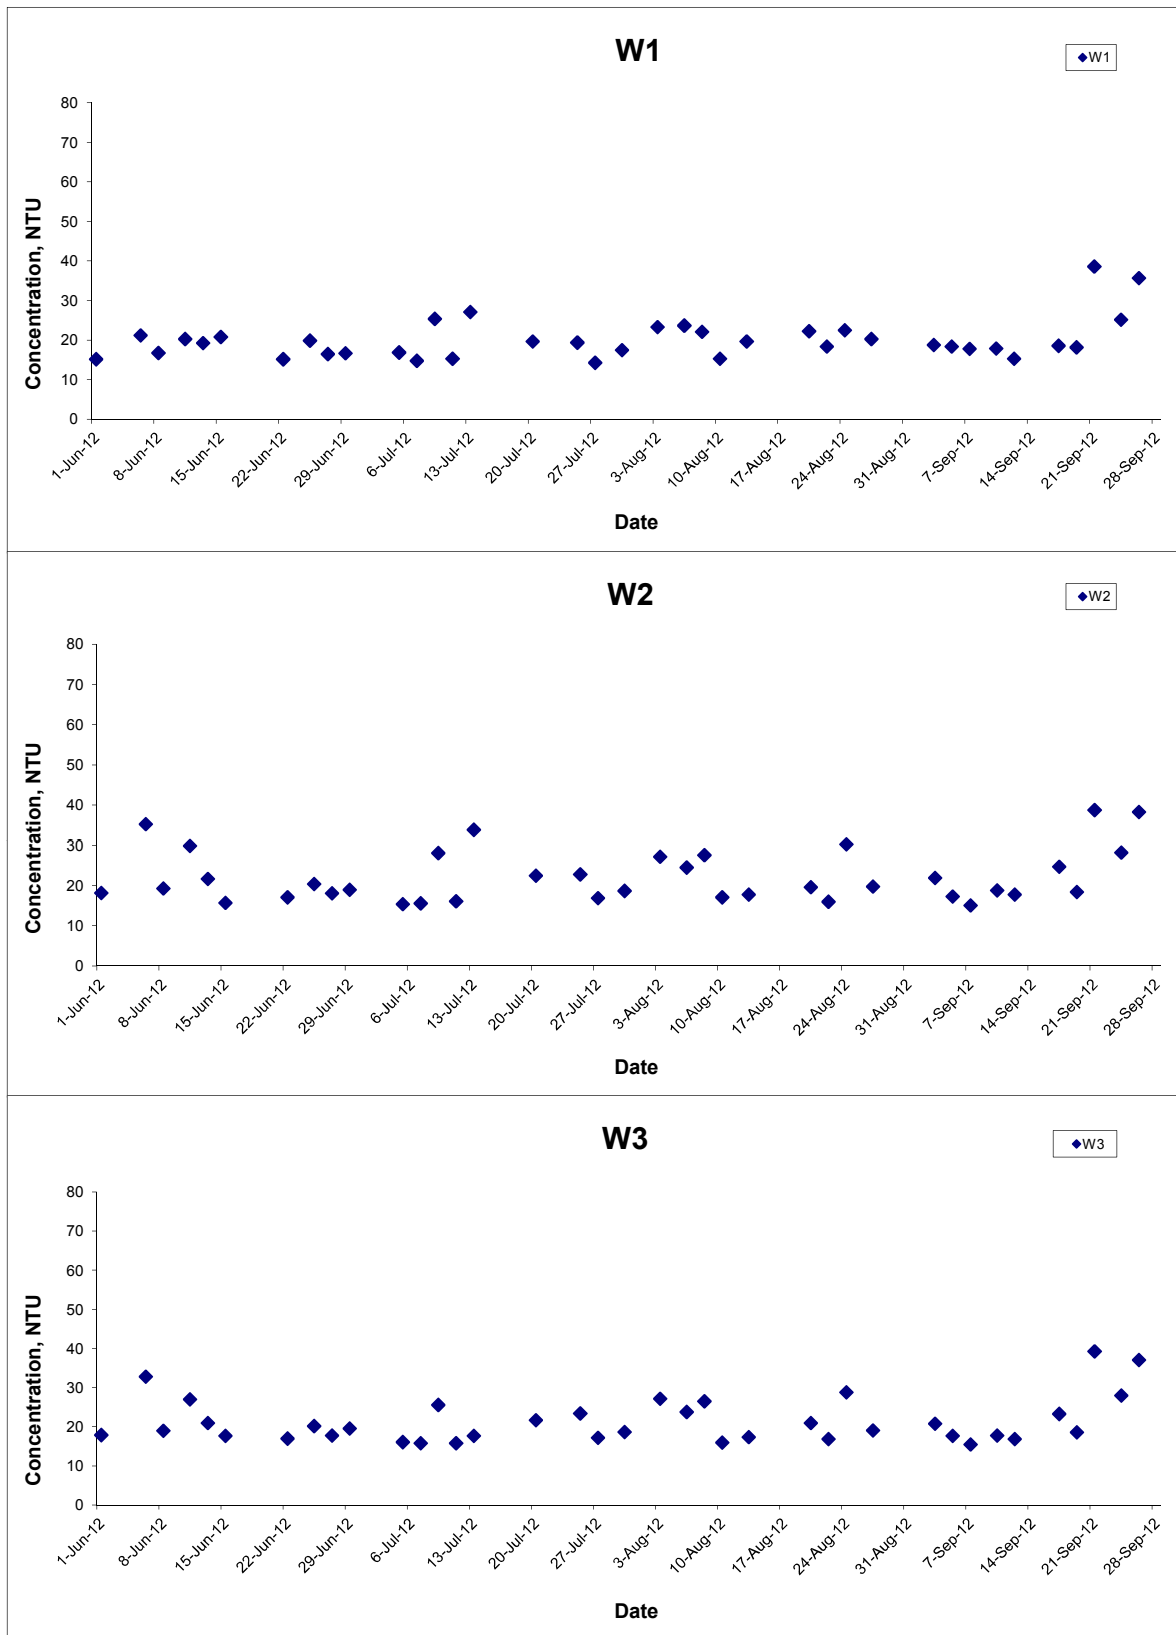 W1
W1
80
70
60
50
40
30
20
10
0
Concentration, NTU
1-Jun-12 8-Jun-12 15-Jun-12 22-Jun-12 29-Jun-12 6-Jul-12 13-Jul-12 20-Jul-12 27-Jul-12 3-Aug-12 10-Aug-12 17-Aug-12 24-Aug-12 31-Aug-12 7-Sep-12 14-Sep-12 21-Sep-12 28-Sep-12
Date
W2
W2
80
70
60
50
40
30
20
10
0
Concentration, NTU
1-Jun-12 8-Jun-12 15-Jun-12 22-Jun-12 29-Jun-12 6-Jul-12 13-Jul-12 20-Jul-12 27-Jul-12 3-Aug-12 10-Aug-12 17-Aug-12 24-Aug-12 31-Aug-12 7-Sep-12 14-Sep-12 21-Sep-12 28-Sep-12
Date
W3
W3
80
70
60
50
40
30
20
10
0
Concentration, NTU
1-Jun-12 8-Jun-12 15-Jun-12 22-Jun-12 29-Jun-12 6-Jul-12 13-Jul-12 20-Jul-12 27-Jul-12 3-Aug-12 10-Aug-12 17-Aug-12 24-Aug-12 31-Aug-12 7-Sep-12 14-Sep-12 21-Sep-12 28-Sep-12
Date